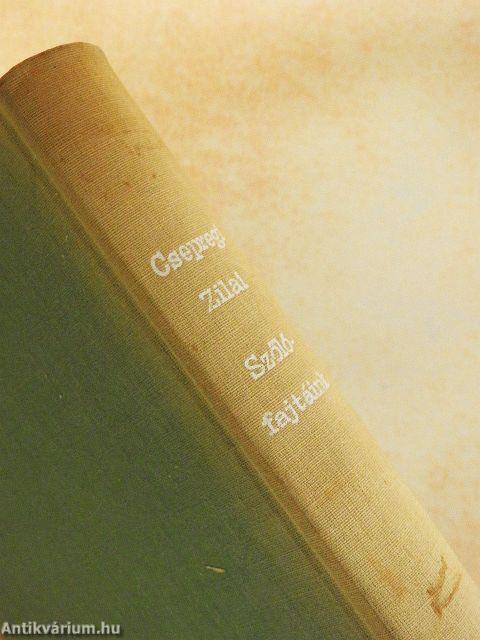 Csepregi
Zilai
Szőlő-
fajtáink
Antikvárium.hu